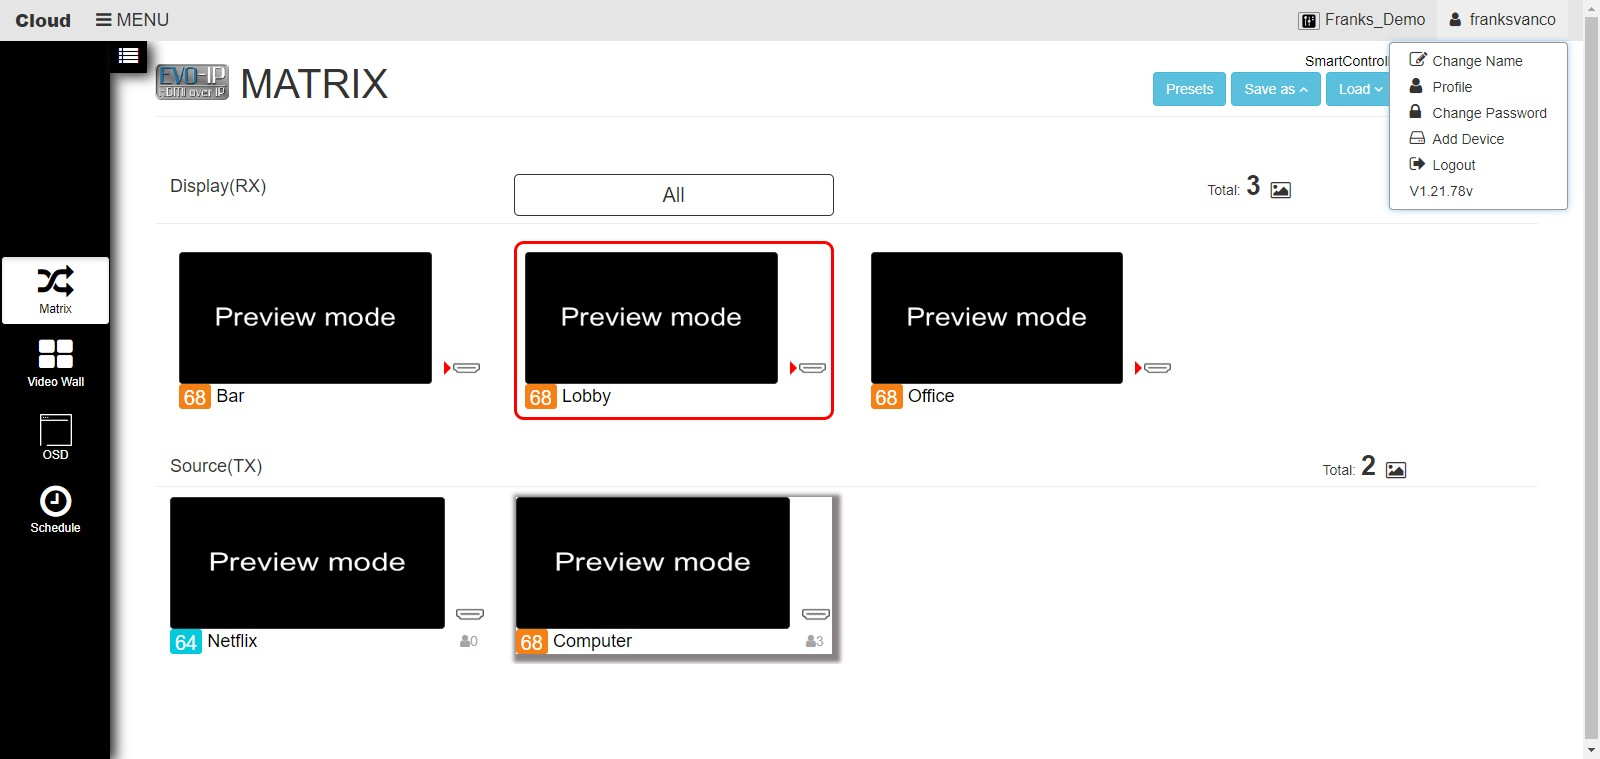 Cloud MENU Franks_Demo franksvanco
EVO-IP
HDMI over IP
MATRIX
SmartControll
Presets Save as Load
Change Name
Profile
Change Password
Add Device
Logout
V1.21.78v
Matrix
Video Wall
OSD
Schedule
Display(RX) All Total: 3
Preview mode Preview mode Preview mode
68 Bar 68 Lobby 68 Office
Source(TX) Total: 2
Preview mode Preview mode
64 Netflix 0 68 Computer 3